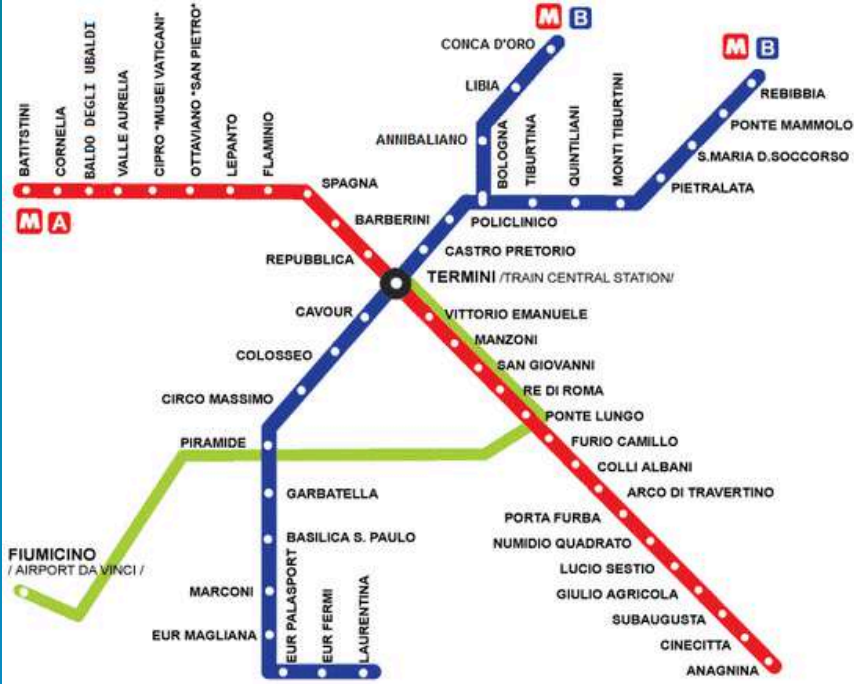 M B
CONCA D'ORO
M B
LIBIA
REBIBBIA
PONTE MAMMOLO
S.MARIA D.SOCCORSO
PIETRALATA
ANNIBALIANO
BOLOGNA
TIBURTINA
QUINTILIANI
MONTI TIBURTINI
BATITSTINI
CORNELIA
BALDO DEGLI UBALDI
VALLE AURELIA
CIPRO "MUSEI VATICANI"
OTTAVIANO "SAN PIETRO"
LEPANTO
FLAMINIO
SPAGNA
M A
BARBERINI
POLICLINICO
REPUBBLICA
CASTRO PRETORIO
TERMINI /TRAIN CENTRAL STATION/
CAVOUR
VITTORIO EMANUELE
MANZONI
COLOSSEO
SAN GIOVANNI
RE DI ROMA
CIRCO MASSIMO
PONTE LUNGO
PIRAMIDE
FURIO CAMILLO
COLLI ALBANI
GARBATELLA
ARCO DI TRAVERTINO
PORTA FURBA
BASILICA S. PAULO
NUMIDIO QUADRATO
FIUMICINO
/ AIRPORT DA VINCI /
LUCIO SESTIO
MARCONI
GIULIO AGRICOLA
SUBAUGUSTA
EUR MAGLIANA
EUR PALASPORT
EUR FERMI
LAURENTINA
CINECITTA
ANAGNINA